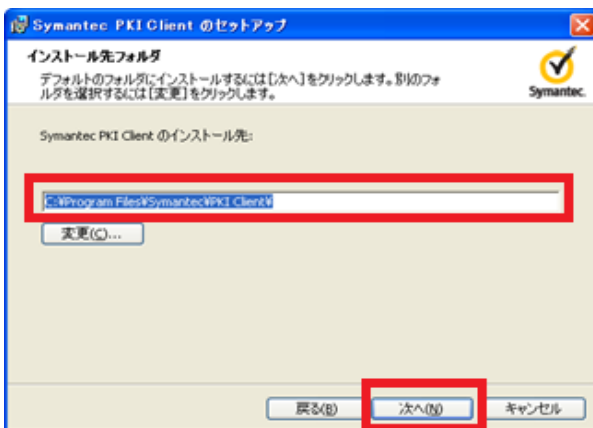 Symantec PKI Client のセットアップ
インストール先フォルダ
デフォルトのフォルダにインストールするには[次へ]をクリックします。別のフォ
ルダを選択するには[変更]をクリックします。
Symantec.
Symantec PKI Client のインストール先:
C:¥Program Files¥Symantec¥PKI Client¥
変更(C)...
戻る(B)
次へ(N)
キャンセル